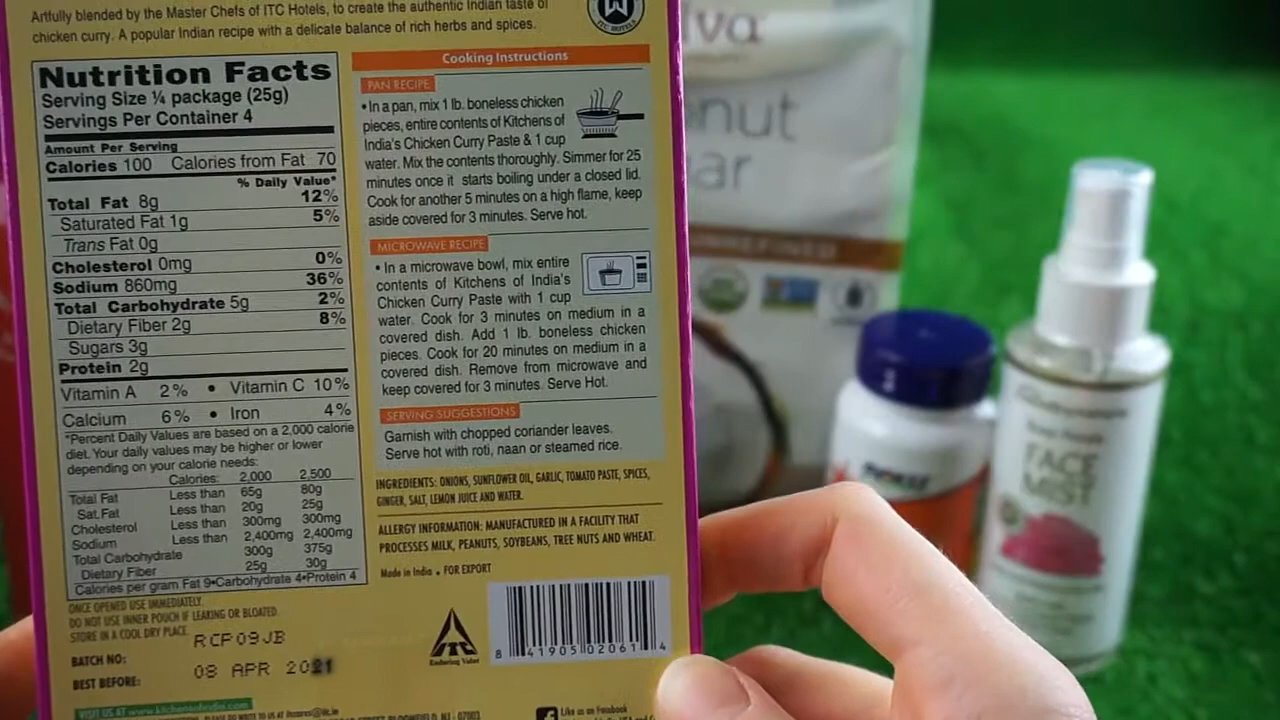 Artfully blended by the Master Chefs of ITC Hotels, to create the authentic Indian taste of
chicken curry. A popular Indian recipe with a delicate balance of rich herbs and spices.
W
ITC HOTELS
Nutrition Facts
Serving Size ¼ package (25g)
Servings Per Container 4
Amount Per Serving
Calories 100 Calories from Fat 70
% Daily Value*
Total Fat 8g 12%
Saturated Fat 1g 5%
Trans Fat 0g
Cholesterol 0mg 0%
Sodium 860mg 36%
Total Carbohydrate 5g 2%
Dietary Fiber 2g 8%
Sugars 3g
Protein 2g
Vitamin A 2% • Vitamin C 10%
Calcium 6% • Iron 4%
*Percent Daily Values are based on a 2,000 calorie
diet. Your daily values may be higher or lower
depending on your calorie needs:
Calories: 2,000 2,500
Total Fat Less than 65g 80g
Sat.Fat Less than 20g 25g
Cholesterol Less than 300mg 300mg
Sodium Less than 2,400mg 2,400mg
Total Carbohydrate 300g 375g
Dietary Fiber 25g 30g
Calories per gram Fat 9•Carbohydrate 4•Protein 4
ONCE OPENED USE IMMEDIATELY.
DO NOT USE INNER POUCH IF LEAKING OR BLOATED.
STORE IN A COOL DRY PLACE.
RCP09JB
BATCH NO:
BEST BEFORE: 08 APR 2021
VISIT US AT www.kitchensofindia.com
Cooking Instructions
PAN RECIPE
• In a pan, mix 1 lb. boneless chicken
pieces, entire contents of Kitchens of
India's Chicken Curry Paste & 1 cup
water. Mix the contents thoroughly. Simmer for 25
minutes once it starts boiling under a closed lid.
Cook for another 5 minutes on a high flame, keep
aside covered for 3 minutes. Serve hot.
MICROWAVE RECIPE
• In a microwave bowl, mix entire
contents of Kitchens of India's
Chicken Curry Paste with 1 cup
water. Cook for 3 minutes on medium in a
covered dish. Add 1 lb. boneless chicken
pieces. Cook for 20 minutes on medium in a
covered dish. Remove from microwave and
keep covered for 3 minutes. Serve Hot.
SERVING SUGGESTIONS
Garnish with chopped coriander leaves.
Serve hot with roti, naan or steamed rice.
INGREDIENTS: ONIONS, SUNFLOWER OIL, GARLIC, TOMATO PASTE, SPICES,
GINGER, SALT, LEMON JUICE AND WATER.
ALLERGY INFORMATION: MANUFACTURED IN A FACILITY THAT
PROCESSES MILK, PEANUTS, SOYBEANS, TREE NUTS AND WHEAT.
Made in India • FOR EXPORT
ITC
Enduring Value
8 41905 02061 4
Like us on Facebook
lva
nut
ar
NOW
FACE
MIST